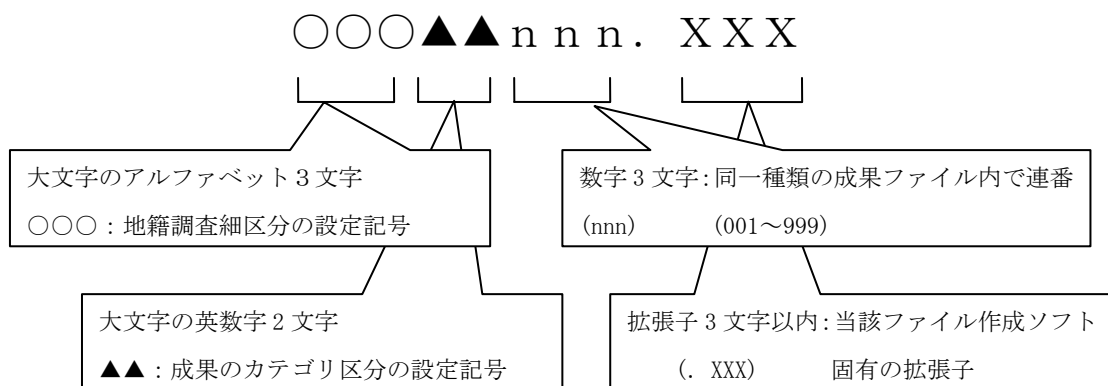 ○○○▲▲ｎｎｎ．ＸＸＸ
大文字のアルファベット３文字
○○○：地籍調査細区分の設定記号
数字３文字：同一種類の成果ファイル内で連番
(nnn) (001～999)
大文字の英数字２文字
▲▲：成果のカテゴリ区分の設定記号
拡張子３文字以内：当該ファイル作成ソフト
(. XXX) 固有の拡張子